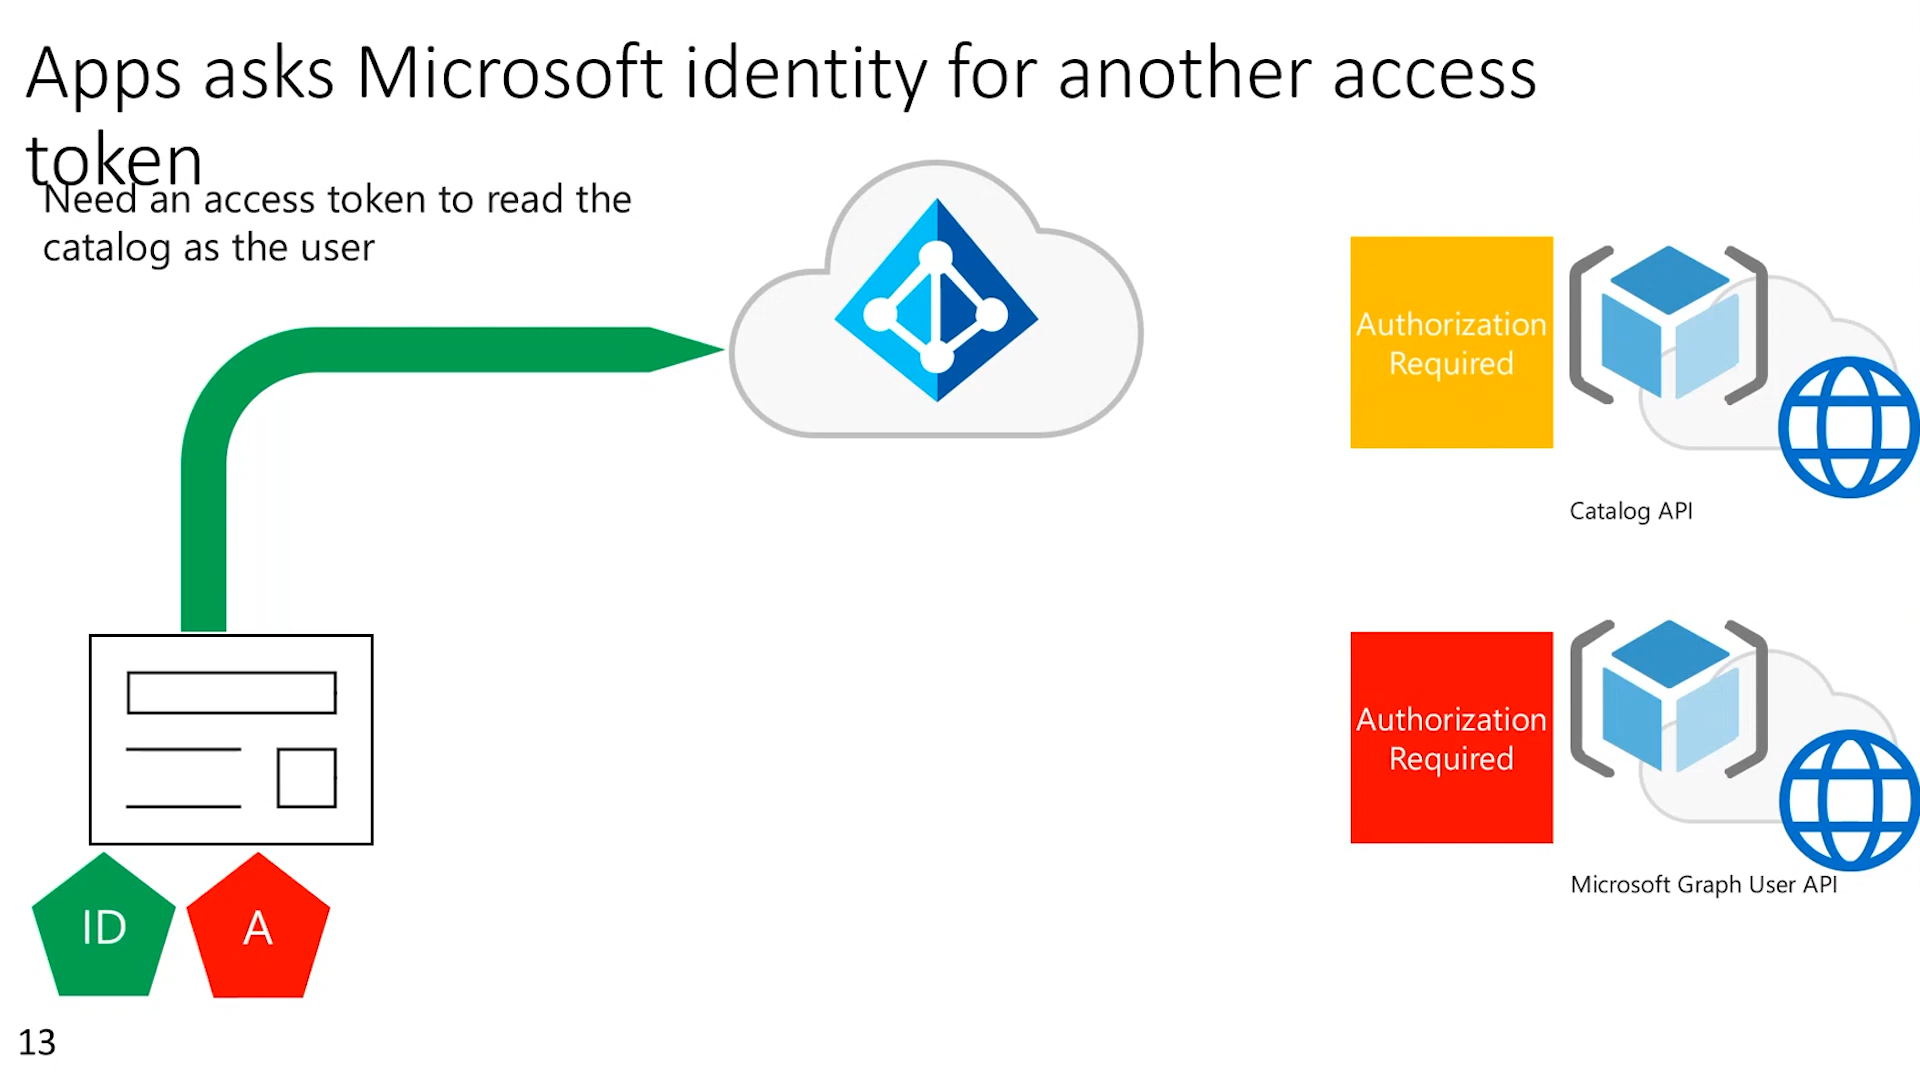 Apps asks Microsoft identity for another access
token
Need an access token to read the
catalog as the user
Authorization
Required
Catalog API
Authorization
Required
Microsoft Graph User API
ID
A
13